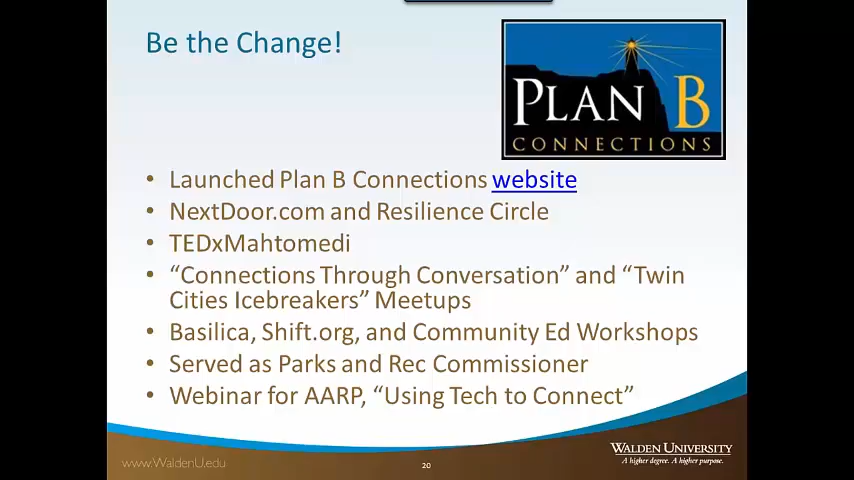 Be the Change!
PLAN B
CONNECTIONS
• Launched Plan B Connections website
• NextDoor.com and Resilience Circle
• TEDxMahtomedi
• “Connections Through Conversation” and “Twin
Cities Icebreakers” Meetups
• Basilica, Shift.org, and Community Ed Workshops
• Served as Parks and Rec Commissioner
• Webinar for AARP, “Using Tech to Connect”
www.WaldenU.edu
20
WALDEN UNIVERSITY
A higher degree. A higher purpose.